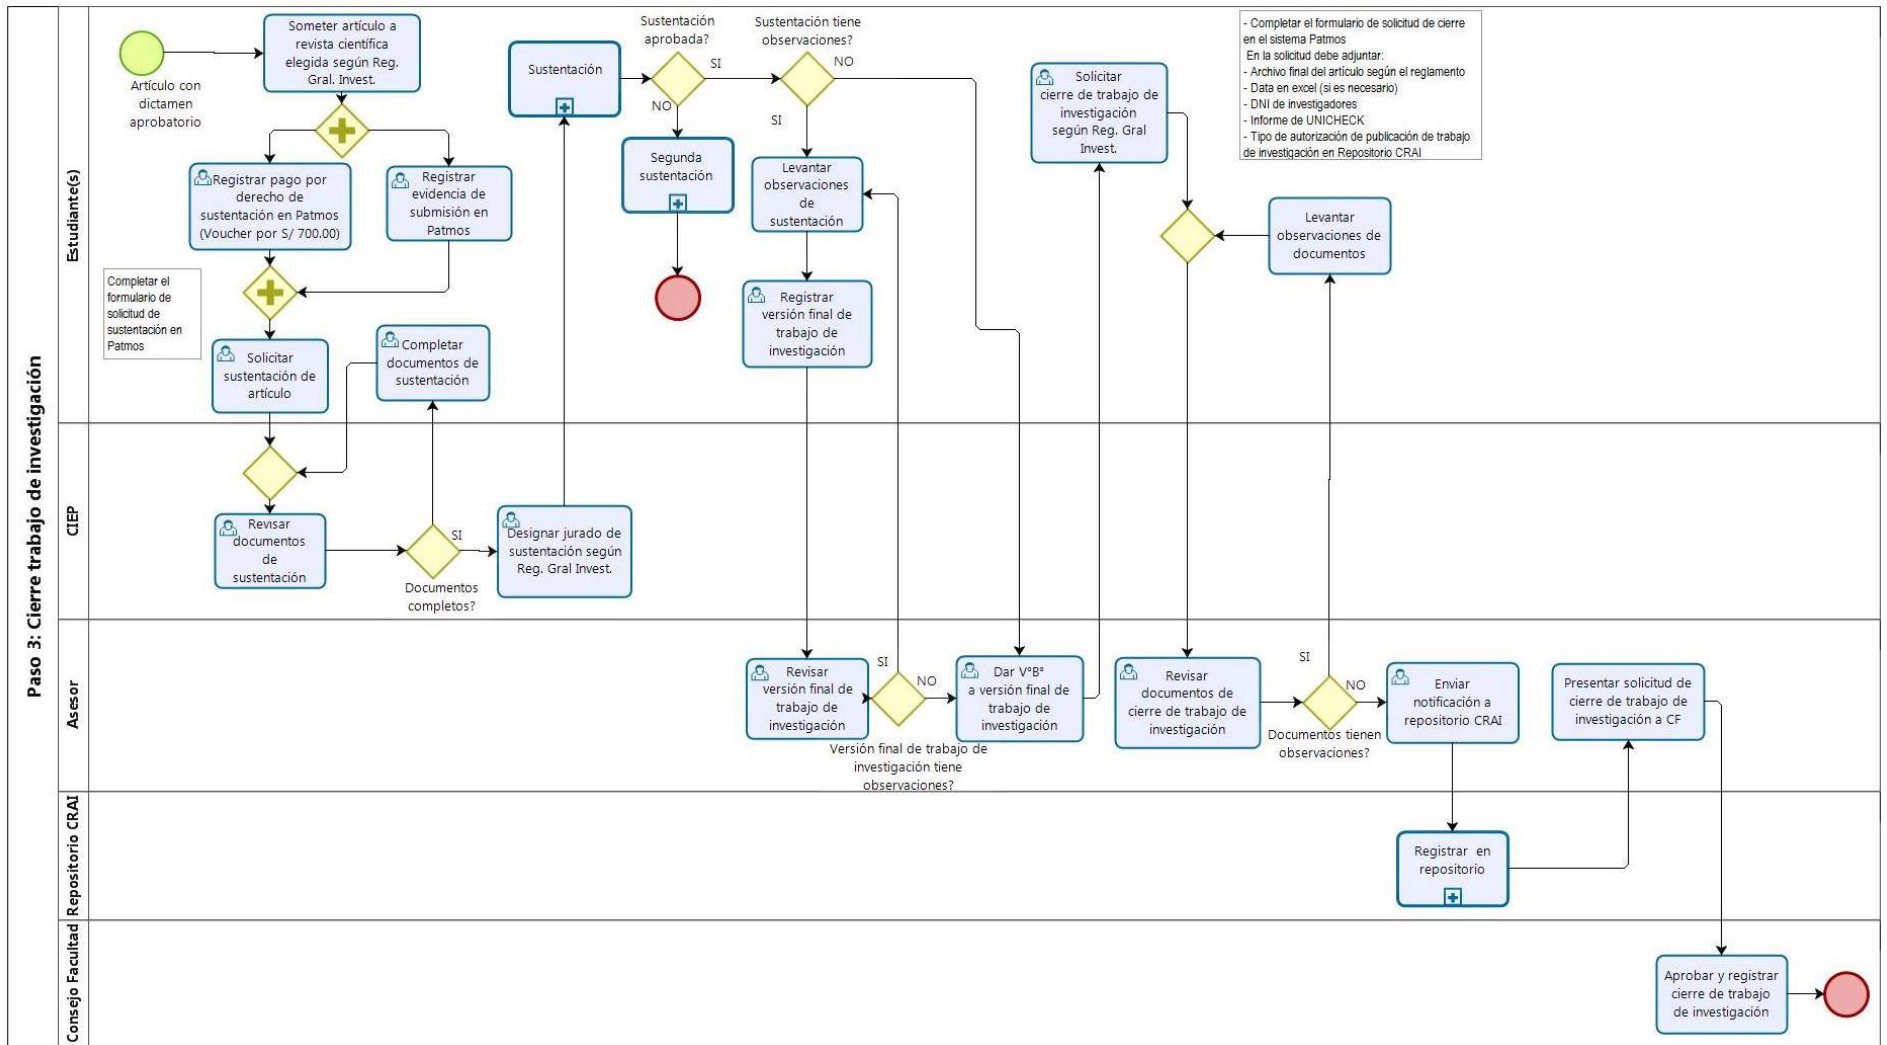 Paso 3: Cierre trabajo de investigación
Estudiante(s)
Artículo con
dictamen
aprobatorio
Someter artículo a
revista científica
elegida según Reg.
Gral. Invest.
Registrar pago por
derecho de
sustentación en Patmos
(Voucher por S/ 700.00)
Registrar
evidencia de
submisión en
Patmos
Completar el
formulario de
solicitud de
sustentación en
Patmos
Solicitar
sustentación de
artículo
Completar
documentos de
sustentación
Sustentación
Sustentación
aprobada?
SI
NO
Segunda
sustentación
Sustentación tiene
observaciones?
NO
SI
Levantar
observaciones
de
sustentación
Registrar
versión final de
trabajo de
investigación
Solicitar
cierre de trabajo de
investigación
según Reg. Gral
Invest.
- Completar el formulario de solicitud de cierre
en el sistema Patmos
En la solicitud debe adjuntar:
- Archivo final del artículo según el reglamento
- Data en excel (si es necesario)
- DNI de investigadores
- Informe de UNICHECK
- Tipo de autorización de publicación de trabajo
de investigación en Repositorio CRAI
Levantar
observaciones de
documentos
CIEP
Revisar
documentos
de
sustentación
SI
Documentos
completos?
Designar jurado de
sustentación según
Reg. Gral Invest.
Asesor
Revisar
versión final de
trabajo de
investigación
SI
NO
Versión final de trabajo de
investigación tiene
observaciones?
Dar V°B°
a versión final de
trabajo de
investigación
Revisar
documentos de
cierre de trabajo de
investigación
SI
NO
Documentos tienen
observaciones?
Enviar
notificación a
repositorio CRAI
Presentar solicitud de
cierre de trabajo de
investigación a CF
Repositorio CRAI
Registrar en
repositorio
Consejo Facultad
Aprobar y registrar
cierre de trabajo
de investigación